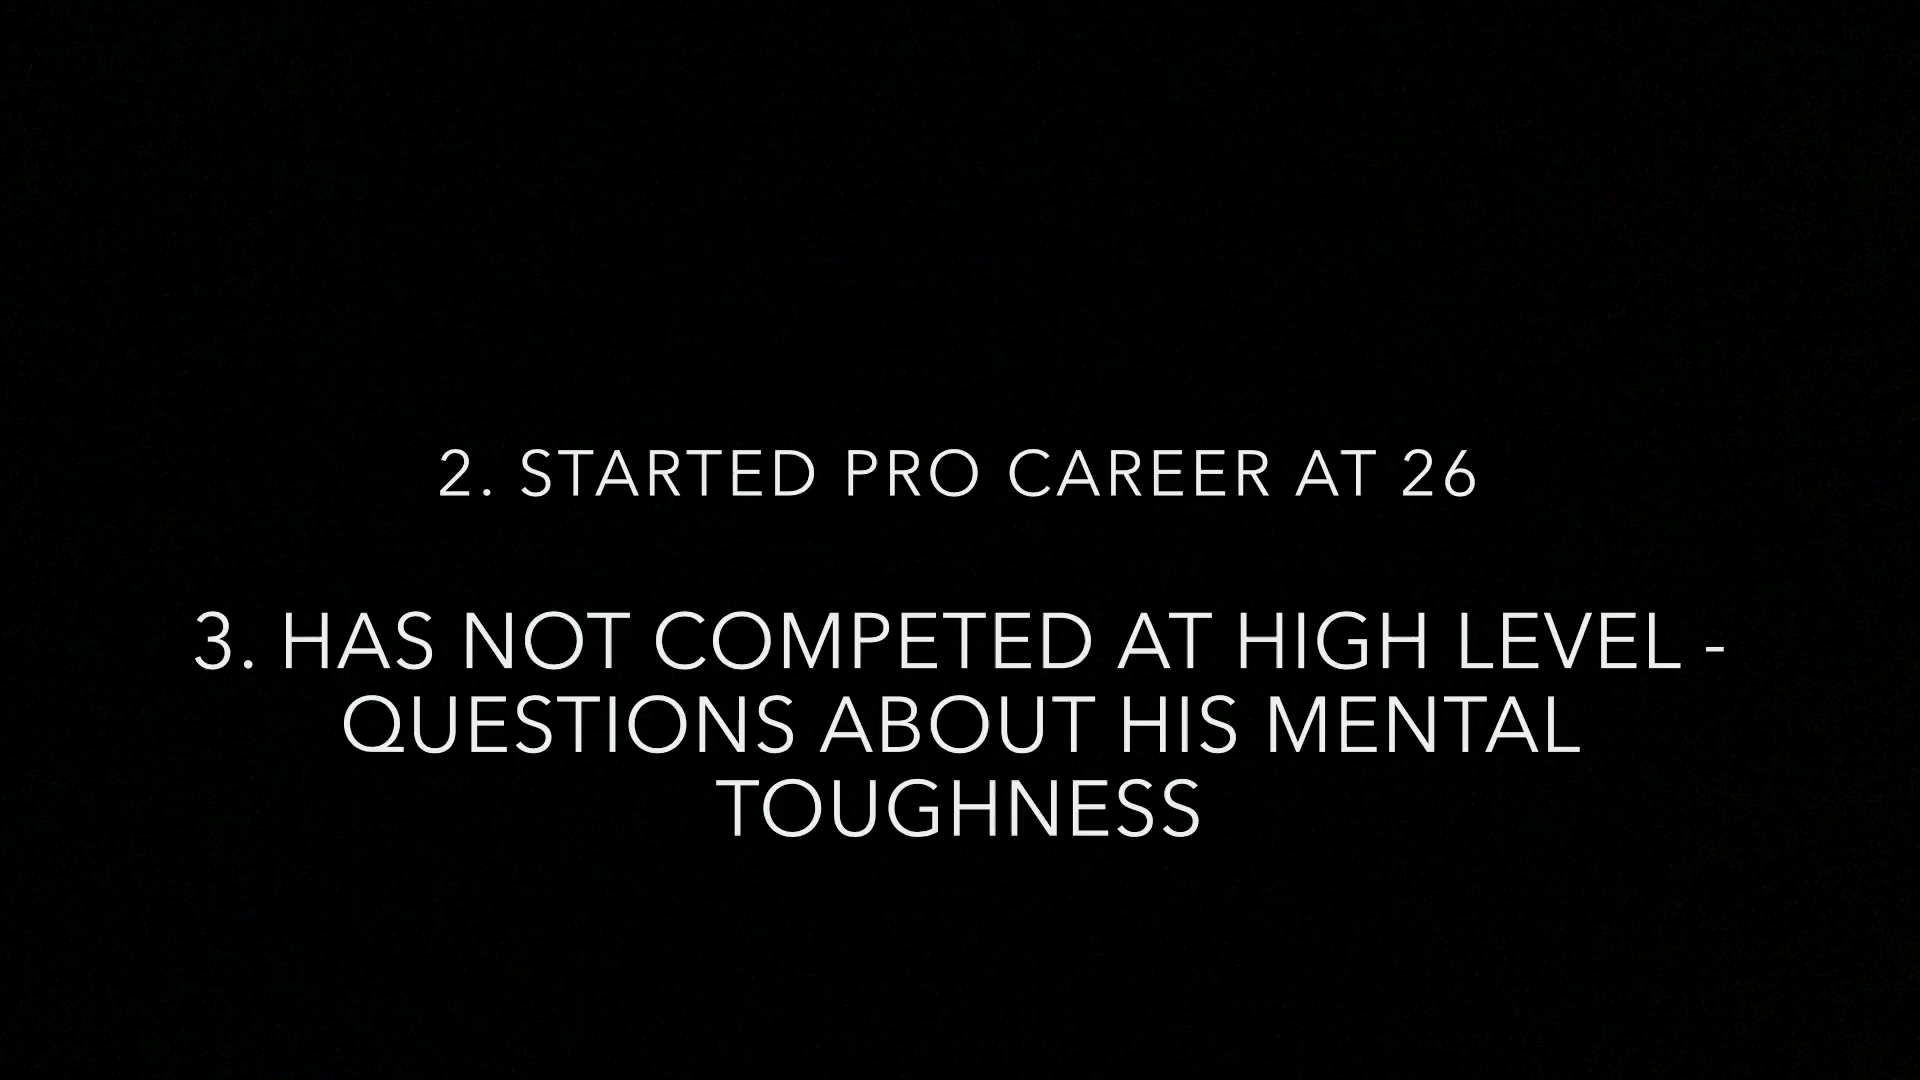 2. STARTED PRO CAREER AT 26
3. HAS NOT COMPETED AT HIGH LEVEL -
QUESTIONS ABOUT HIS MENTAL
TOUGHNESS